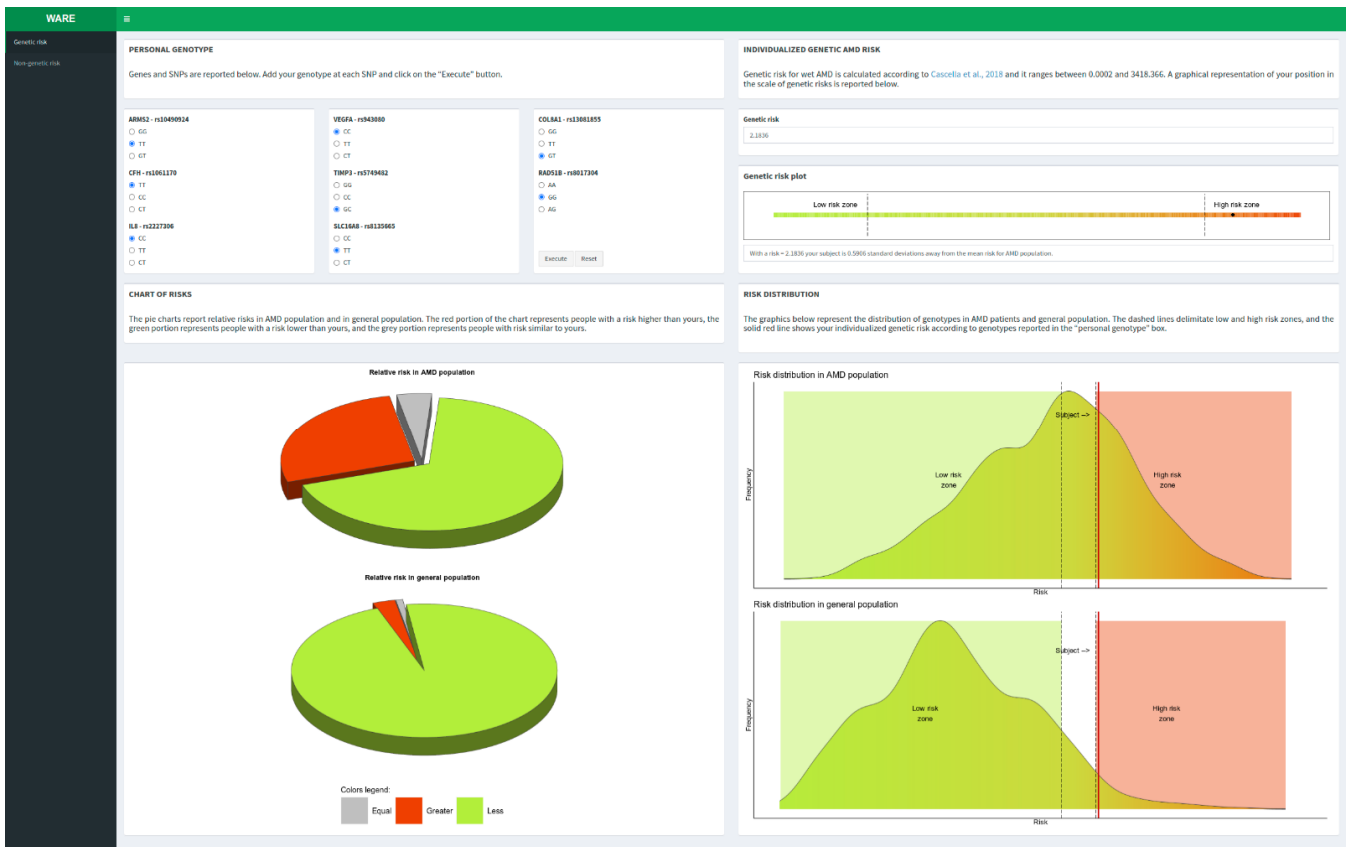 WARE
Genetic risk
Non-genetic risk
PERSONAL GENOTYPE
Genes and SNPs are reported below. Add your genotype at each SNP and click on the "Execute" button.
ARMS2 - rs10490924
GG
TT
GT
CFH - rs1061170
TT
CC
CT
IL8 - rs2227306
CC
TT
CT
VEGFA - rs943080
CC
TT
CT
TIMP3 - rs5749482
GG
CC
GC
SLC16A8 - rs8135665
CC
TT
CT
COL8A1 - rs13081855
GG
TT
GT
RAD51B - rs8017304
AA
GG
AG
Execute Reset
INDIVIDUALIZED GENETIC AMD RISK
Genetic risk for wet AMD is calculated according to Cascella et al., 2018 and it ranges between 0.0002 and 3418.366. A graphical representation of your position in
the scale of genetic risks is reported below.
Genetic risk
2.1836
Genetic risk plot
Low risk zone
High risk zone
With a risk = 2.1836 your subject is 0.5906 standard deviations away from the mean risk for AMD population.
CHART OF RISKS
The pie charts report relative risks in AMD population and in general population. The red portion of the chart represents people with a risk higher than yours, the
green portion represents people with a risk lower than yours, and the grey portion represents people with risk similar to yours.
Relative risk in AMD population
Relative risk in general population
Colors legend:
Equal Greater Less
RISK DISTRIBUTION
The graphics below represent the distribution of genotypes in AMD patients and general population. The dashed lines delimitate low and high risk zones, and the
solid red line shows your individualized genetic risk according to genotypes reported in the "personal genotype" box.
Risk distribution in AMD population
Frequency
Subject -->
Low risk
zone
High risk
zone
Risk
Risk distribution in general population
Frequency
Subject -->
Low risk
zone
High risk
zone
Risk